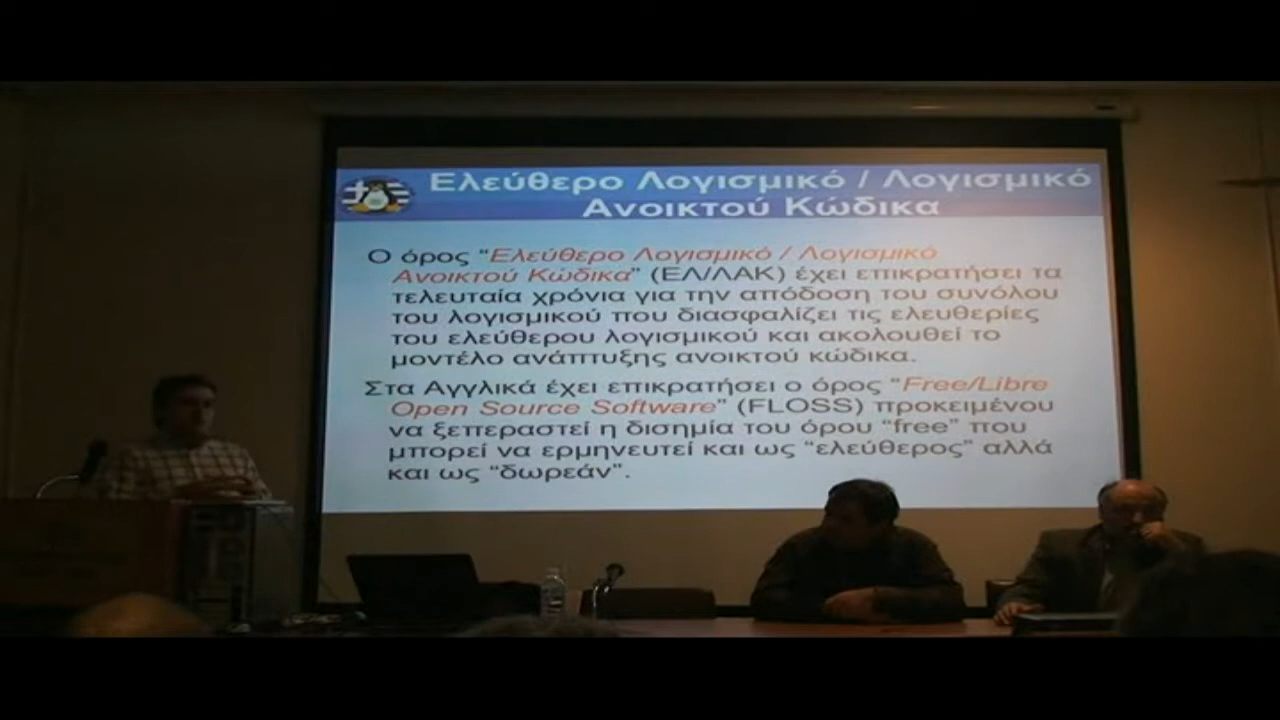 Ελεύθερο Λογισμικό / Λογισμικό
Ανοικτού Κώδικα
Ο όρος “Ελεύθερο Λογισμικό / Λογισμικό
Ανοικτού Κώδικα” (ΕΛ/ΛΑΚ) έχει επικρατήσει τα
τελευταία χρόνια για την απόδοση του συνόλου
του λογισμικού που διασφαλίζει τις ελευθερίες
του ελεύθερου λογισμικού και ακολουθεί το
μοντέλο ανάπτυξης ανοικτού κώδικα.
Στα Αγγλικά έχει επικρατήσει ο όρος “Free/Libre
Open Source Software” (FLOSS) προκειμένου
να ξεπεραστεί η δισημία του όρου “free” που
μπορεί να ερμηνευτεί και ως “ελεύθερος” αλλά
και ως “δωρεάν”.